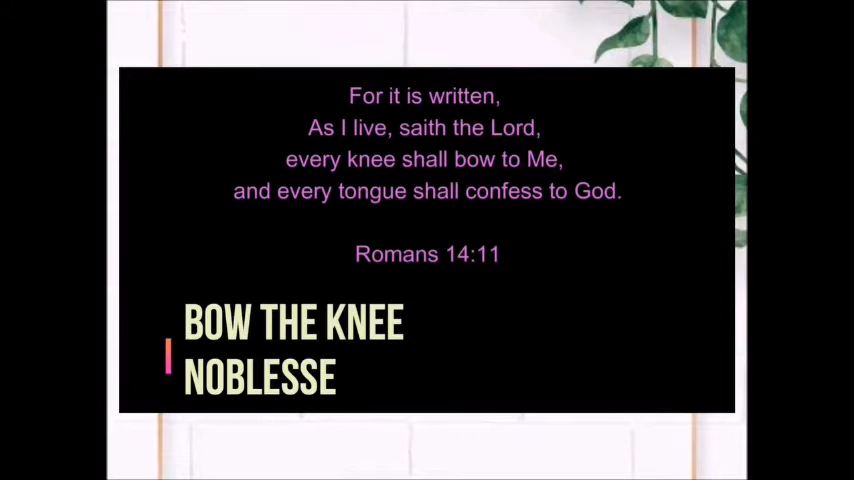 For it is written,
As I live, saith the Lord,
every knee shall bow to Me,
and every tongue shall confess to God.
Romans 14:11
BOW THE KNEE
NOBLESSE